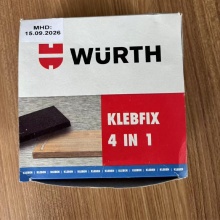 MHD:
15.09.2026
WÜRTH
KLEBFIX
4 IN 1